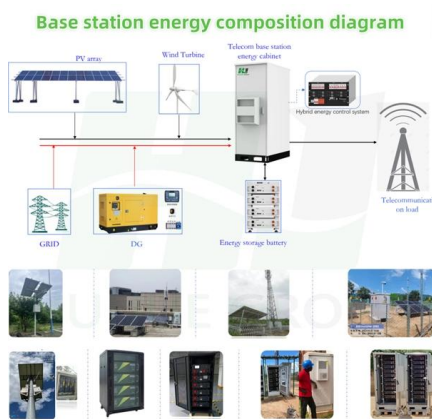 Base station energy composition diagram
PV array
Wind Turbine
Telecom base station
energy cabinet
Hybrid energy control system
Telecommunicati
on load
GRID
DG
Energy storage battery